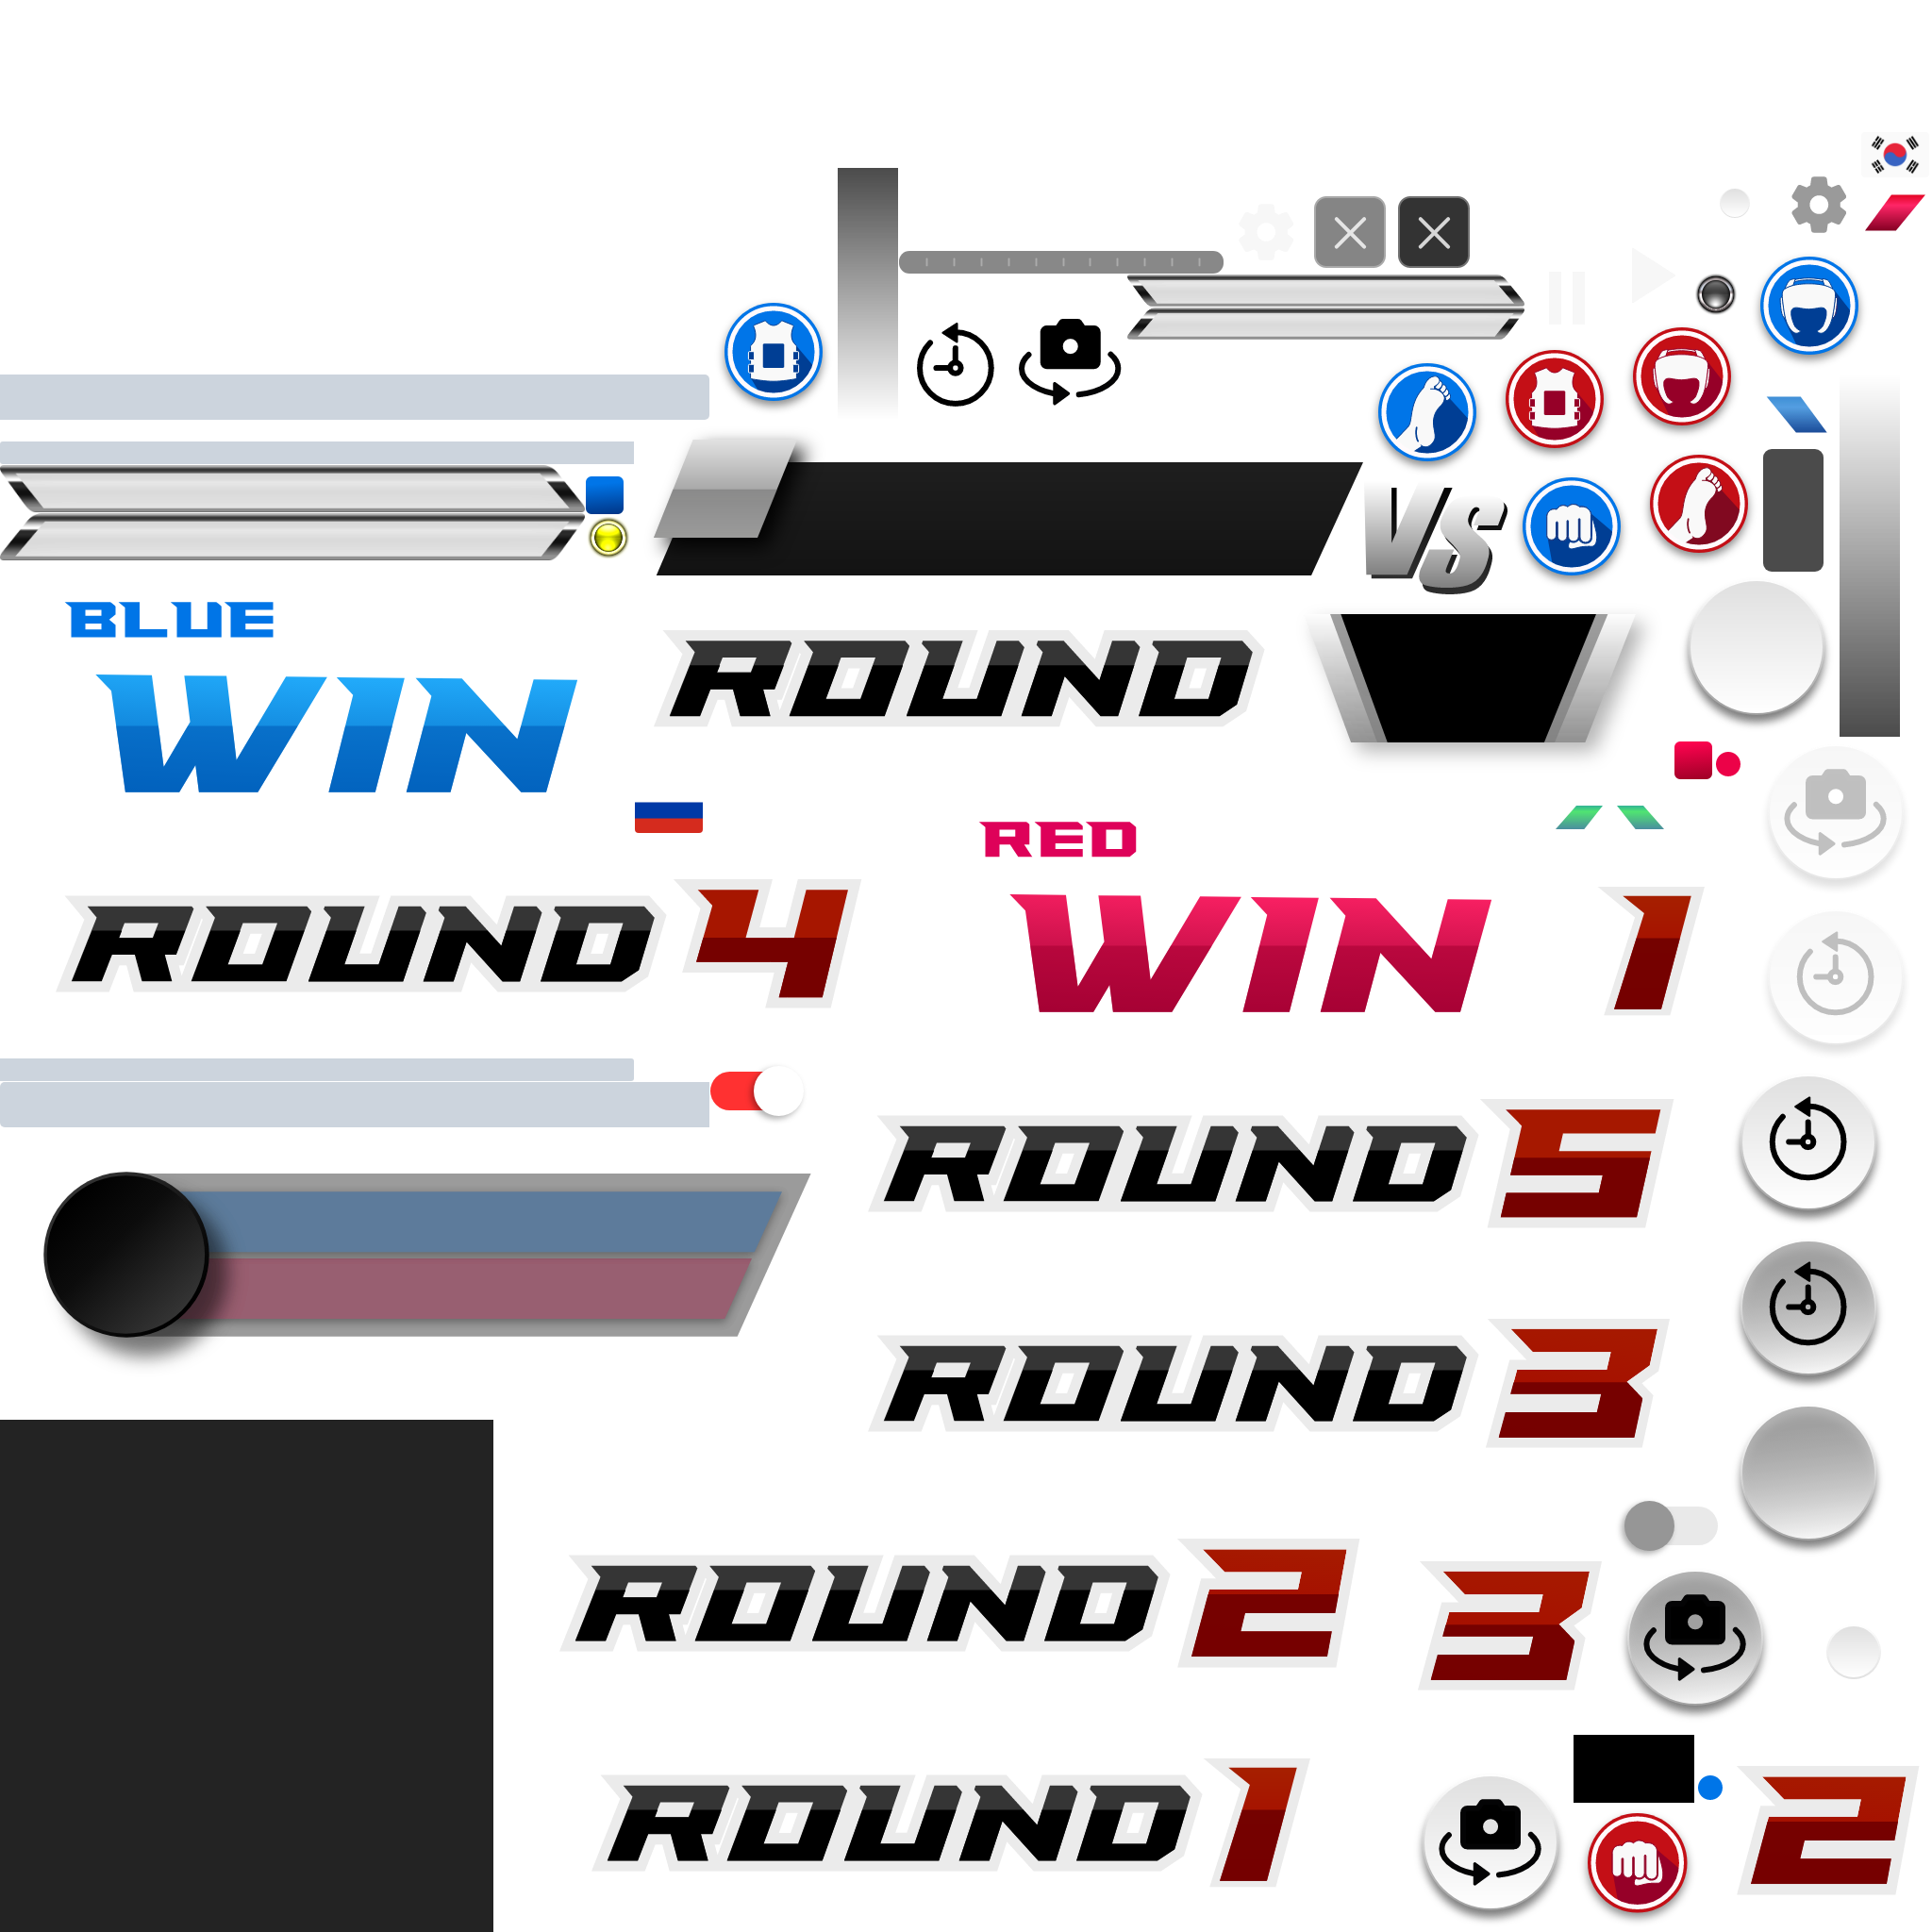 VS
BLUE
WIN
ROUND
RED
ROUND 4
WIN
1
ROUND 5
ROUND 3
ROUND 2
3
ROUND 1
2